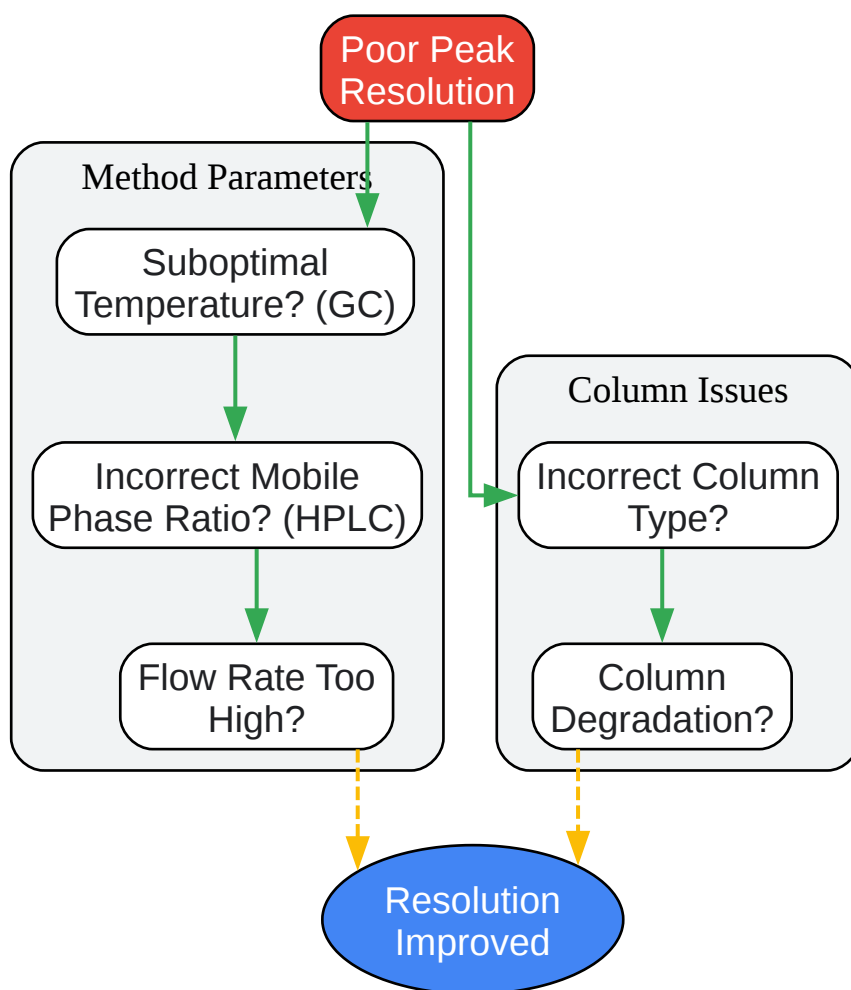 Poor Peak
Resolution
Method Parameters
Suboptimal
Temperature? (GC)
Incorrect Mobile
Phase Ratio? (HPLC)
Flow Rate Too
High?
Column Issues
Incorrect Column
Type?
Column
Degradation?
Resolution
Improved